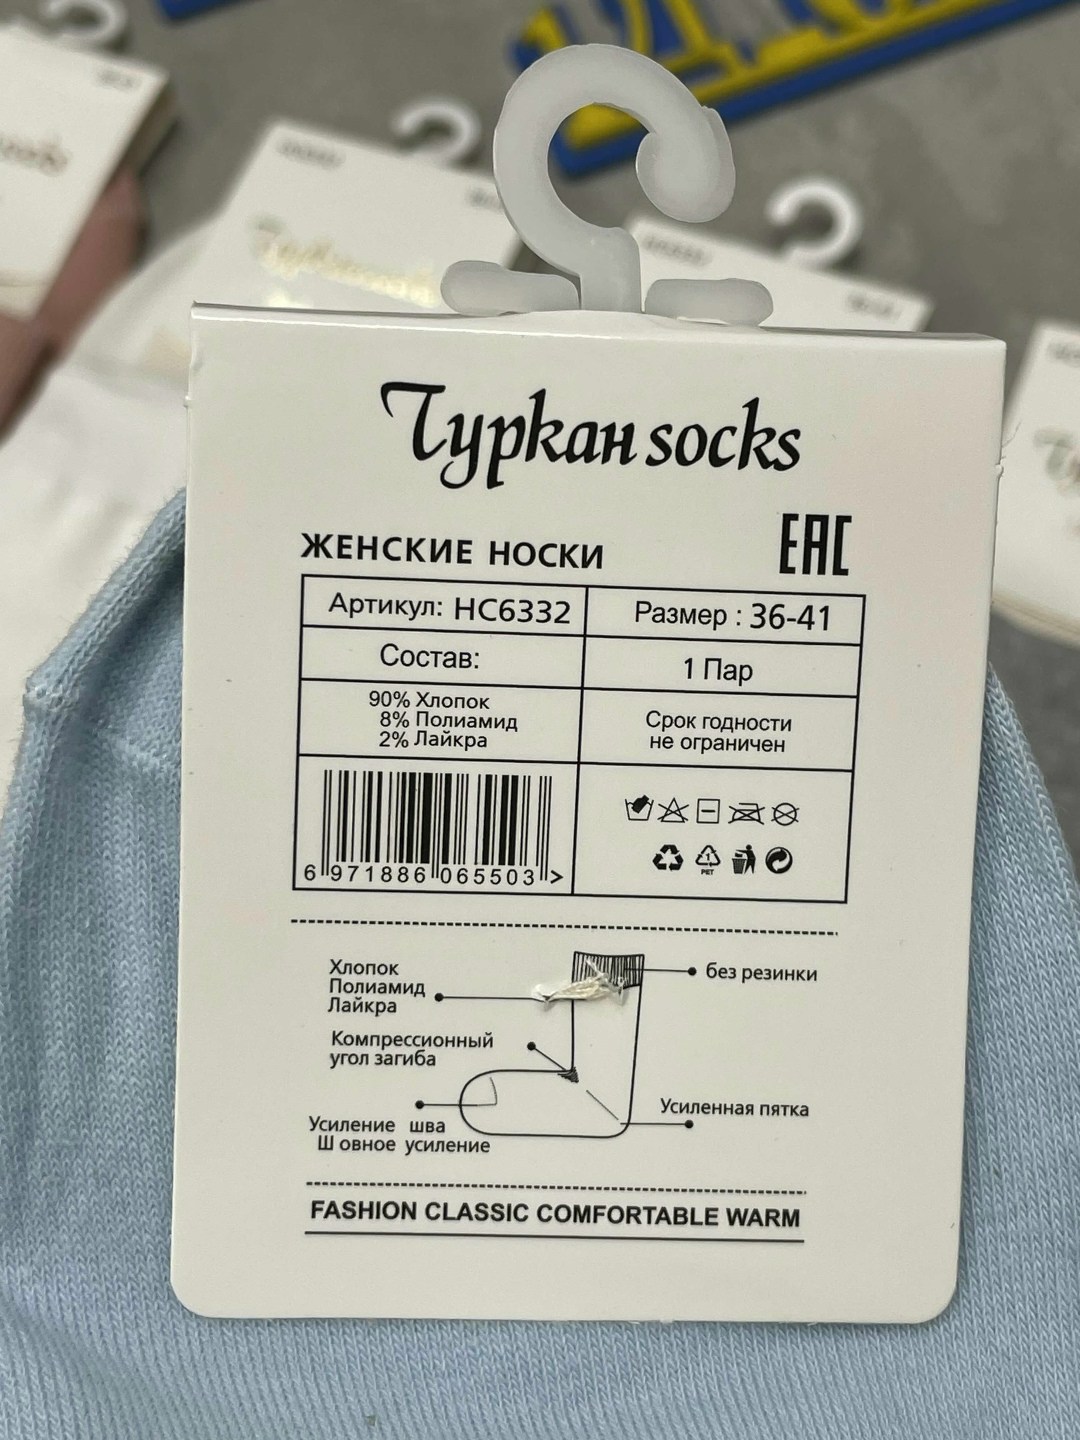 Туркан socks
ЖЕНСКИЕ НОСКИ
EAC
Артикул: HC6332
Размер : 36-41
Состав:
1 Пар
90% Хлопок
8% Полиамид
2% Лайкра
Срок годности
не ограничен
6 971886 065503 >
1
PET
Хлопок
Полиамид
Лайкра
без резинки
Компрессионный
угол загиба
Усиленная пятка
Усиление шва
Ш овное усиление
FASHION CLASSIC COMFORTABLE WARM